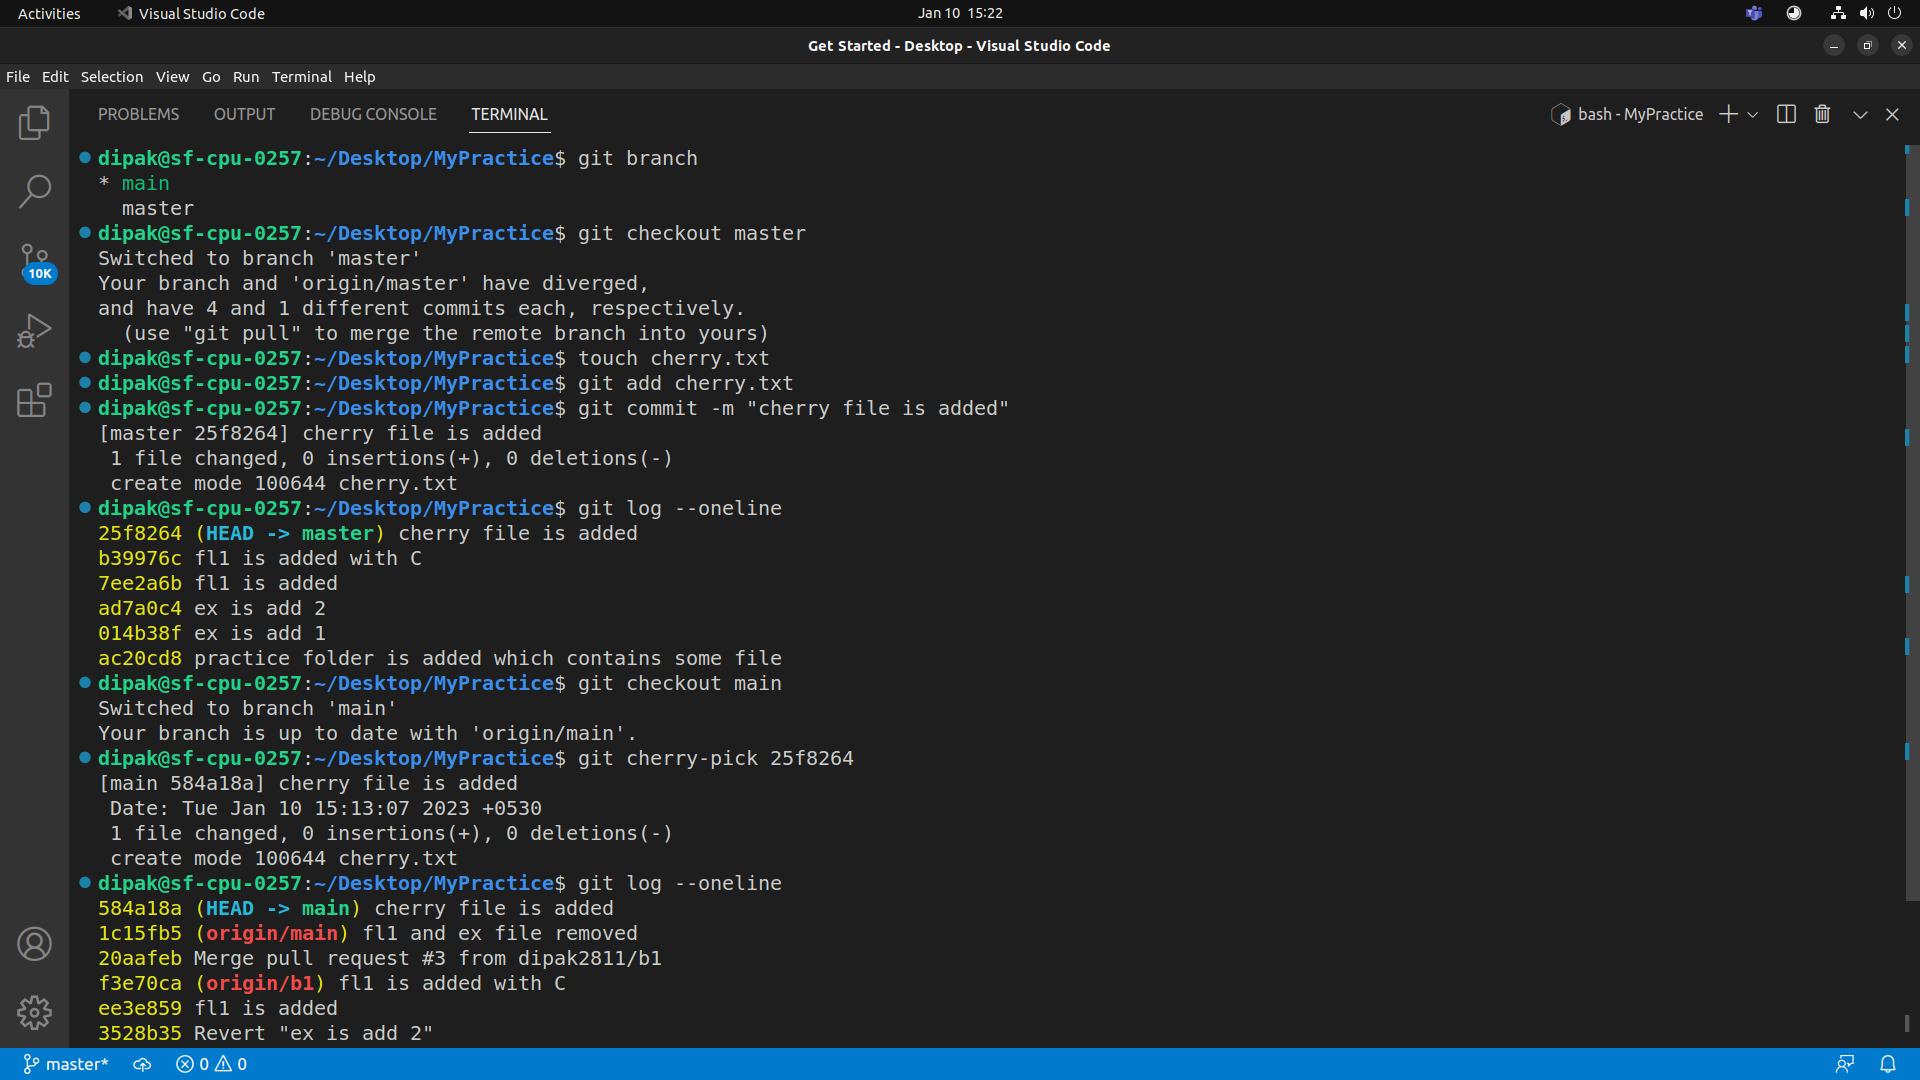 Activities Visual Studio Code Jan 10 15:22
Get Started - Desktop - Visual Studio Code
File Edit Selection View Go Run Terminal Help
PROBLEMS OUTPUT DEBUG CONSOLE TERMINAL bash - MyPractice
dipak@sf-cpu-0257:~/Desktop/MyPractice$ git branch
* main
  master
dipak@sf-cpu-0257:~/Desktop/MyPractice$ git checkout master
Switched to branch 'master'
Your branch and 'origin/master' have diverged,
and have 4 and 1 different commits each, respectively.
  (use "git pull" to merge the remote branch into yours)
dipak@sf-cpu-0257:~/Desktop/MyPractice$ touch cherry.txt
dipak@sf-cpu-0257:~/Desktop/MyPractice$ git add cherry.txt
dipak@sf-cpu-0257:~/Desktop/MyPractice$ git commit -m "cherry file is added"
[master 25f8264] cherry file is added
 1 file changed, 0 insertions(+), 0 deletions(-)
 create mode 100644 cherry.txt
dipak@sf-cpu-0257:~/Desktop/MyPractice$ git log --oneline
25f8264 (HEAD -> master) cherry file is added
b39976c fl1 is added with C
7ee2a6b fl1 is added
ad7a0c4 ex is add 2
014b38f ex is add 1
ac20cd8 practice folder is added which contains some file
dipak@sf-cpu-0257:~/Desktop/MyPractice$ git checkout main
Switched to branch 'main'
Your branch is up to date with 'origin/main'.
dipak@sf-cpu-0257:~/Desktop/MyPractice$ git cherry-pick 25f8264
[main 584a18a] cherry file is added
 Date: Tue Jan 10 15:13:07 2023 +0530
 1 file changed, 0 insertions(+), 0 deletions(-)
 create mode 100644 cherry.txt
dipak@sf-cpu-0257:~/Desktop/MyPractice$ git log --oneline
584a18a (HEAD -> main) cherry file is added
1c15fb5 (origin/main) fl1 and ex file removed
20aafeb Merge pull request #3 from dipak2811/b1
f3e70ca (origin/b1) fl1 is added with C
ee3e859 fl1 is added
3528b35 Revert "ex is add 2"
10K
master* 0 0